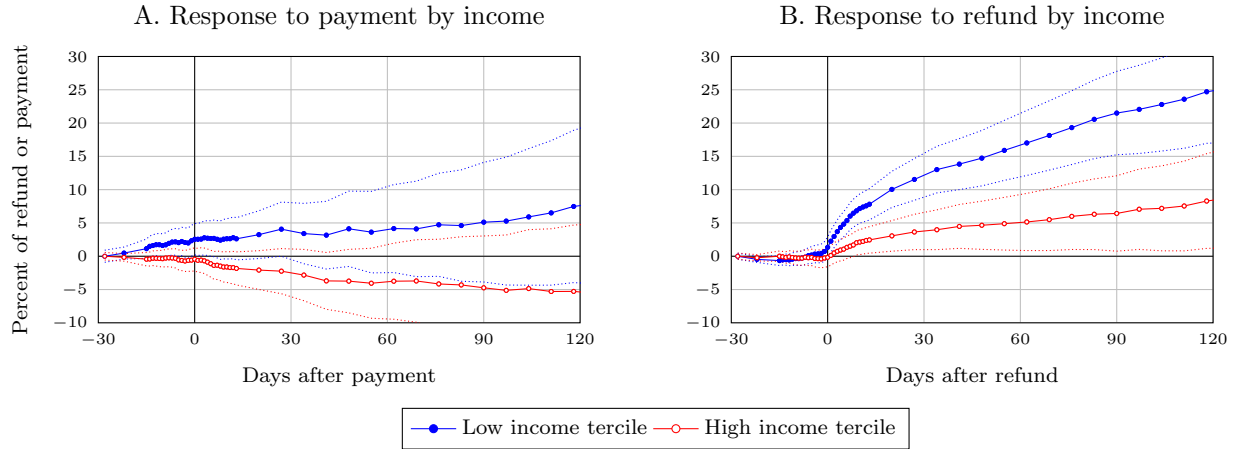 A. Response to payment by income
B. Response to refund by income
Percent of refund or payment
30
25
20
15
10
5
0
−5
−10
−30 0 30 60 90 120
Days after payment
30
25
20
15
10
5
0
−5
−10
−30 0 30 60 90 120
Days after refund
Low income tercile High income tercile